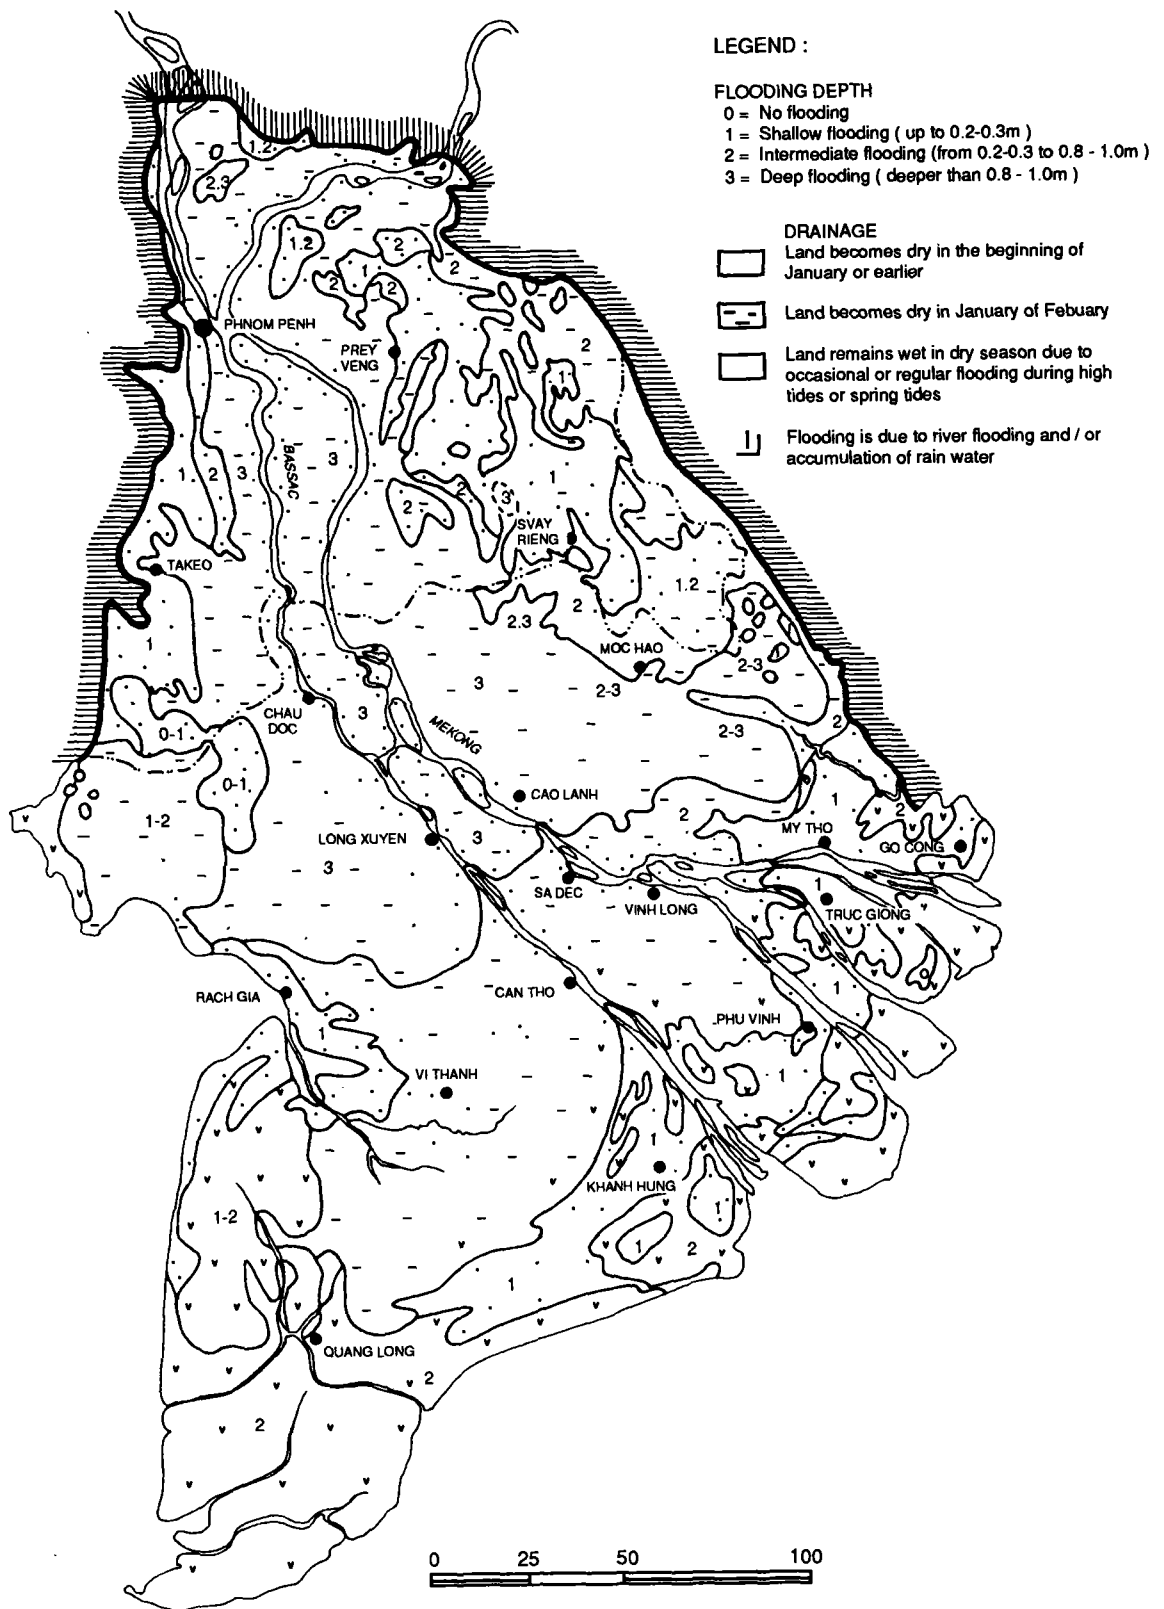 LEGEND :
FLOODING DEPTH
0 = No flooding
1 = Shallow flooding ( up to 0.2-0.3m )
2 = Intermediate flooding (from 0.2-0.3 to 0.8 - 1.0m )
3 = Deep flooding ( deeper than 0.8 - 1.0m )
DRAINAGE
Land becomes dry in the beginning of
January or earlier
Land becomes dry in January of Febuary
Land remains wet in dry season due to
occasional or regular flooding during high
tides or spring tides
Flooding is due to river flooding and / or
accumulation of rain water
1.2
2.3
1.2
2
1
2
2
2
PHNOM PENH
PREY
VENG
2
1
1
2
3
BASSAC
3
1
2
2
3
SVAY
RIENG
TAKEO
1.2
2.3
2
1
MOC HAO
2-3
3
2-3
CHAU
DOC
3
MEKONG
2-3
2
0-1
0-1
1-2
CAO LANH
1
2
2
MY THO
GO CONG
LONG XUYEN
3
3
SA DEC
VINH LONG
1
TRUC GIONG
RACH GIA
CAN THO
1
PHU VINH
1
VI THANH
1
1
KHANH HUNG
1-2
1
1
2
1
QUANG LONG
2
2
0 25 50 100